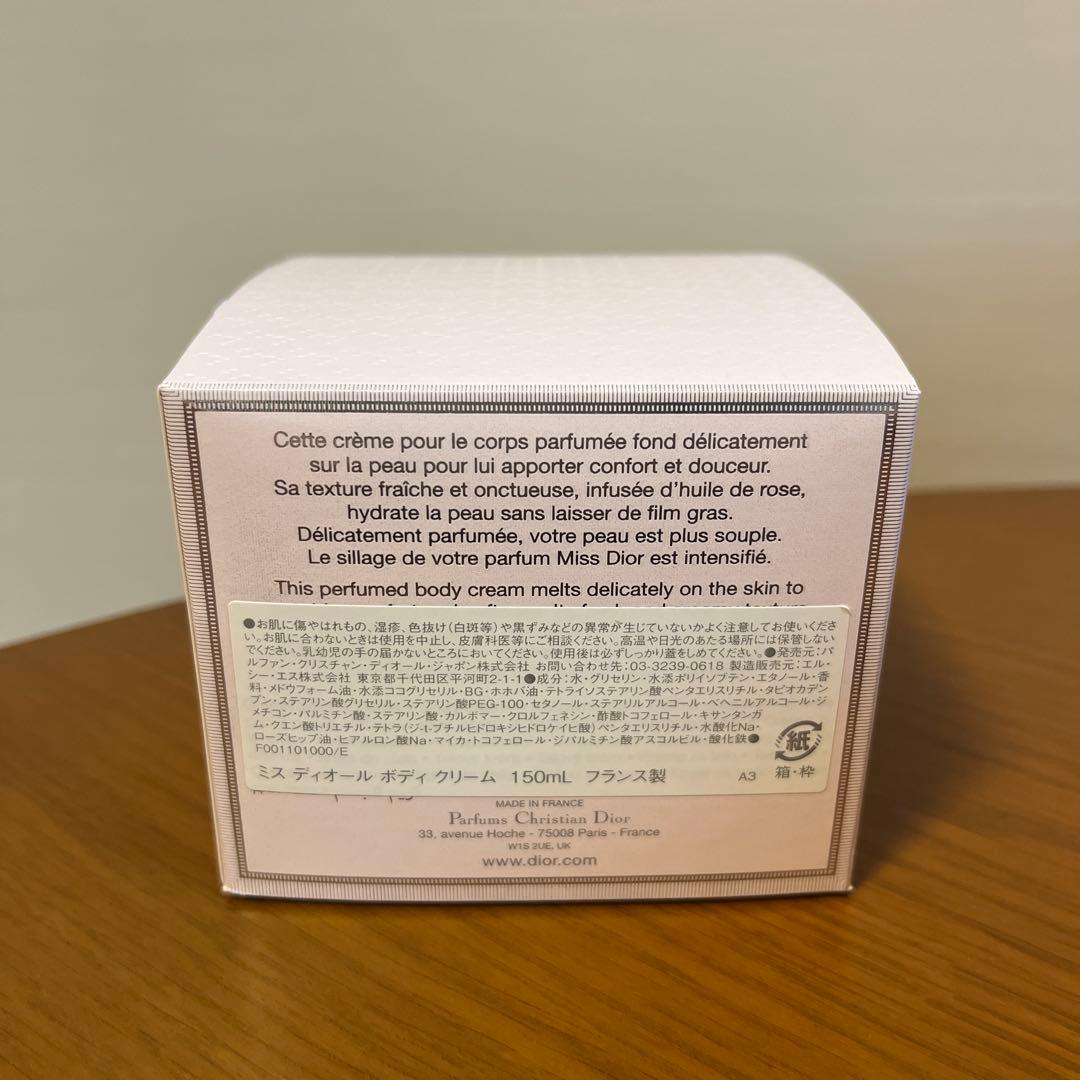 Cette crème pour le corps parfumée fond délicatement
sur la peau pour lui apporter confort et douceur.
Sa texture fraîche et onctueuse, infusée d'huile de rose,
hydrate la peau sans laisser de film gras.
Délicatement parfumée, votre peau est plus souple.
Le sillage de votre parfum Miss Dior est intensifié.
This perfumed body cream melts delicately on the skin to
●お肌に傷やはれもの、湿疹、色抜け(白斑等)や黒ずみなどの異常が生じていないかよく注意してお使いくださ
い。お肌に合わないときは使用を中止し、皮膚科医等にご相談ください。高温や日光のあたる場所には保管しない
でください。乳幼児の手の届かないところにおいてください。使用後は必ずしっかり蓋をしめてください。●発売元:パ
ルファン・クリスチャン・ディオール・ジャポン株式会社 お問い合わせ先:03-3239-0618 製造販売元:エル・
シー・エス株式会社 東京都千代田区平河町2-1-1●成分:水・グリセリン・水添ポリイソブテン・エタノール・香
料・メドウフォーム油・水添ココグリセリル・BG・ホホバ油・テトライソステアリン酸ペンタエリスリチル・タピオカデン
プン・ステアリン酸グリセリル・ステアリン酸PEG-100・セタノール・ステアリルアルコール・ベヘニルアルコール・ジ
メチコン・パルミチン酸・ステアリン酸・カルボマー・クロルフェネシン・酢酸トコフェロール・キサンタンガ
ム・クエン酸トリエチル・テトラ(ジ-t-ブチルヒドロキシヒドロケイヒ酸)ペンタエリスリチル・水酸化Na・
ローズヒップ油・ヒアルロン酸Na・マイカ・トコフェロール・ジパルミチン酸アスコルビル・酸化鉄●
F001101000/E
紙
ミス ディオール ボディ クリーム 150mL フランス製 A3 箱・枠
MADE IN FRANCE
Parfums Christian Dior
33, avenue Hoche - 75008 Paris - France
W1S 2UE, UK
www.dior.com